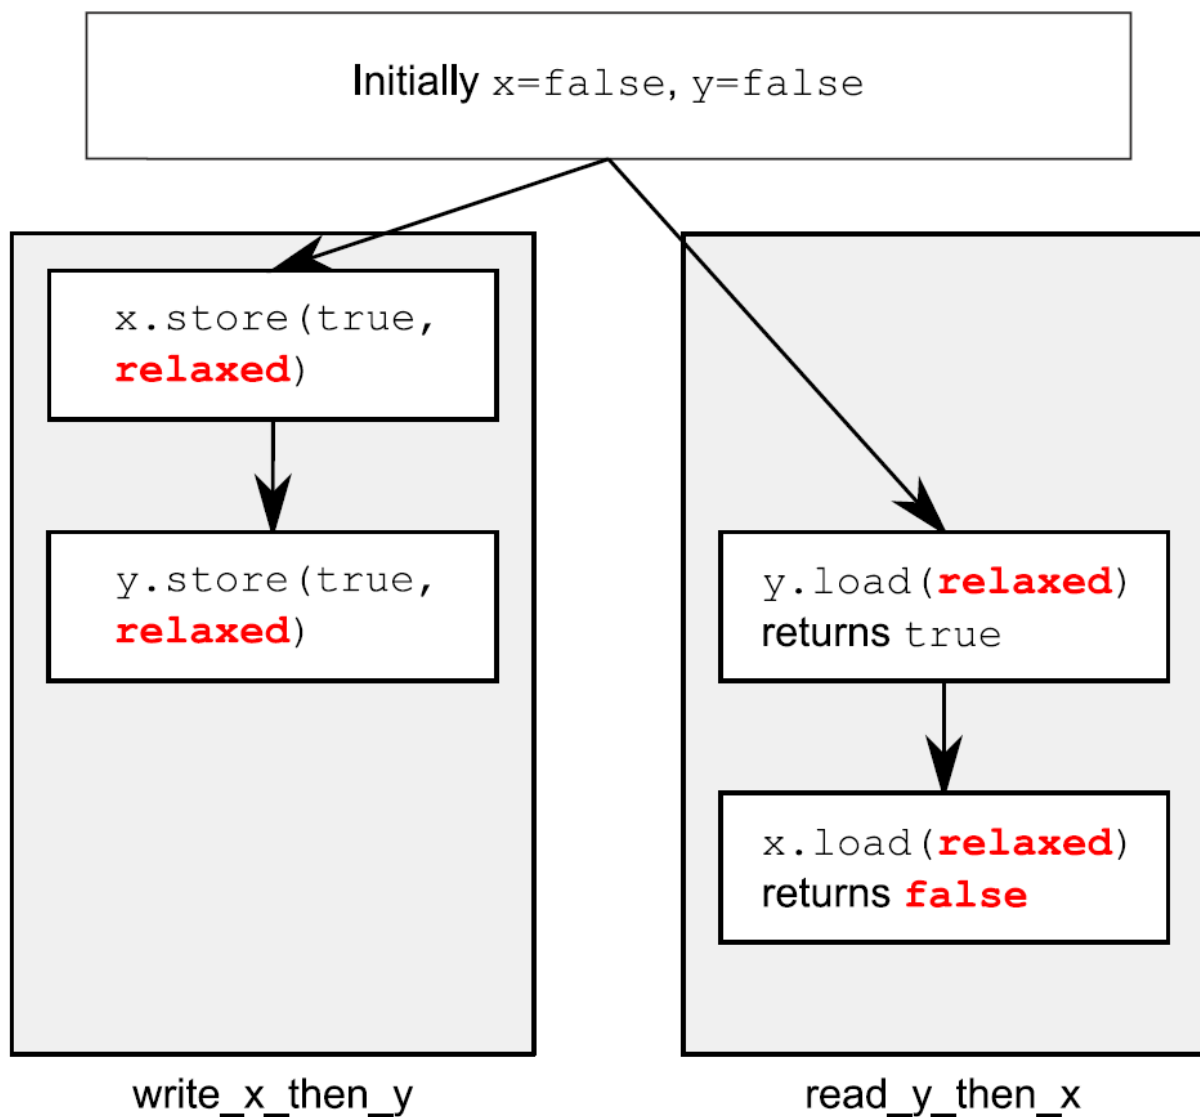 Initially x=false, y=false
x.store(true,
relaxed)
y.store(true,
relaxed)
y.load(relaxed)
returns true
x.load(relaxed)
returns false
write_x_then_y
read_y_then_x